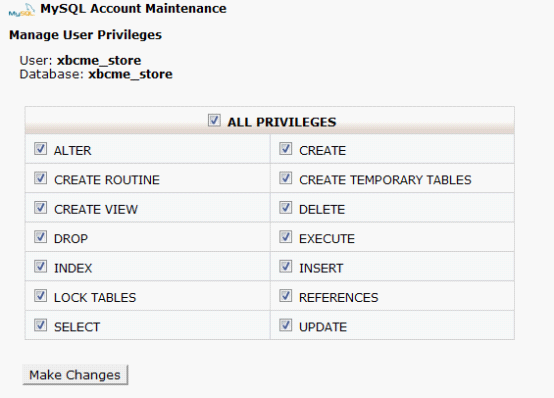 MySQL MySQL Account Maintenance
Manage User Privileges
User: xbcme_store
Database: xbcme_store
ALL PRIVILEGES
ALTER CREATE
CREATE ROUTINE CREATE TEMPORARY TABLES
CREATE VIEW DELETE
DROP EXECUTE
INDEX INSERT
LOCK TABLES REFERENCES
SELECT UPDATE
Make Changes